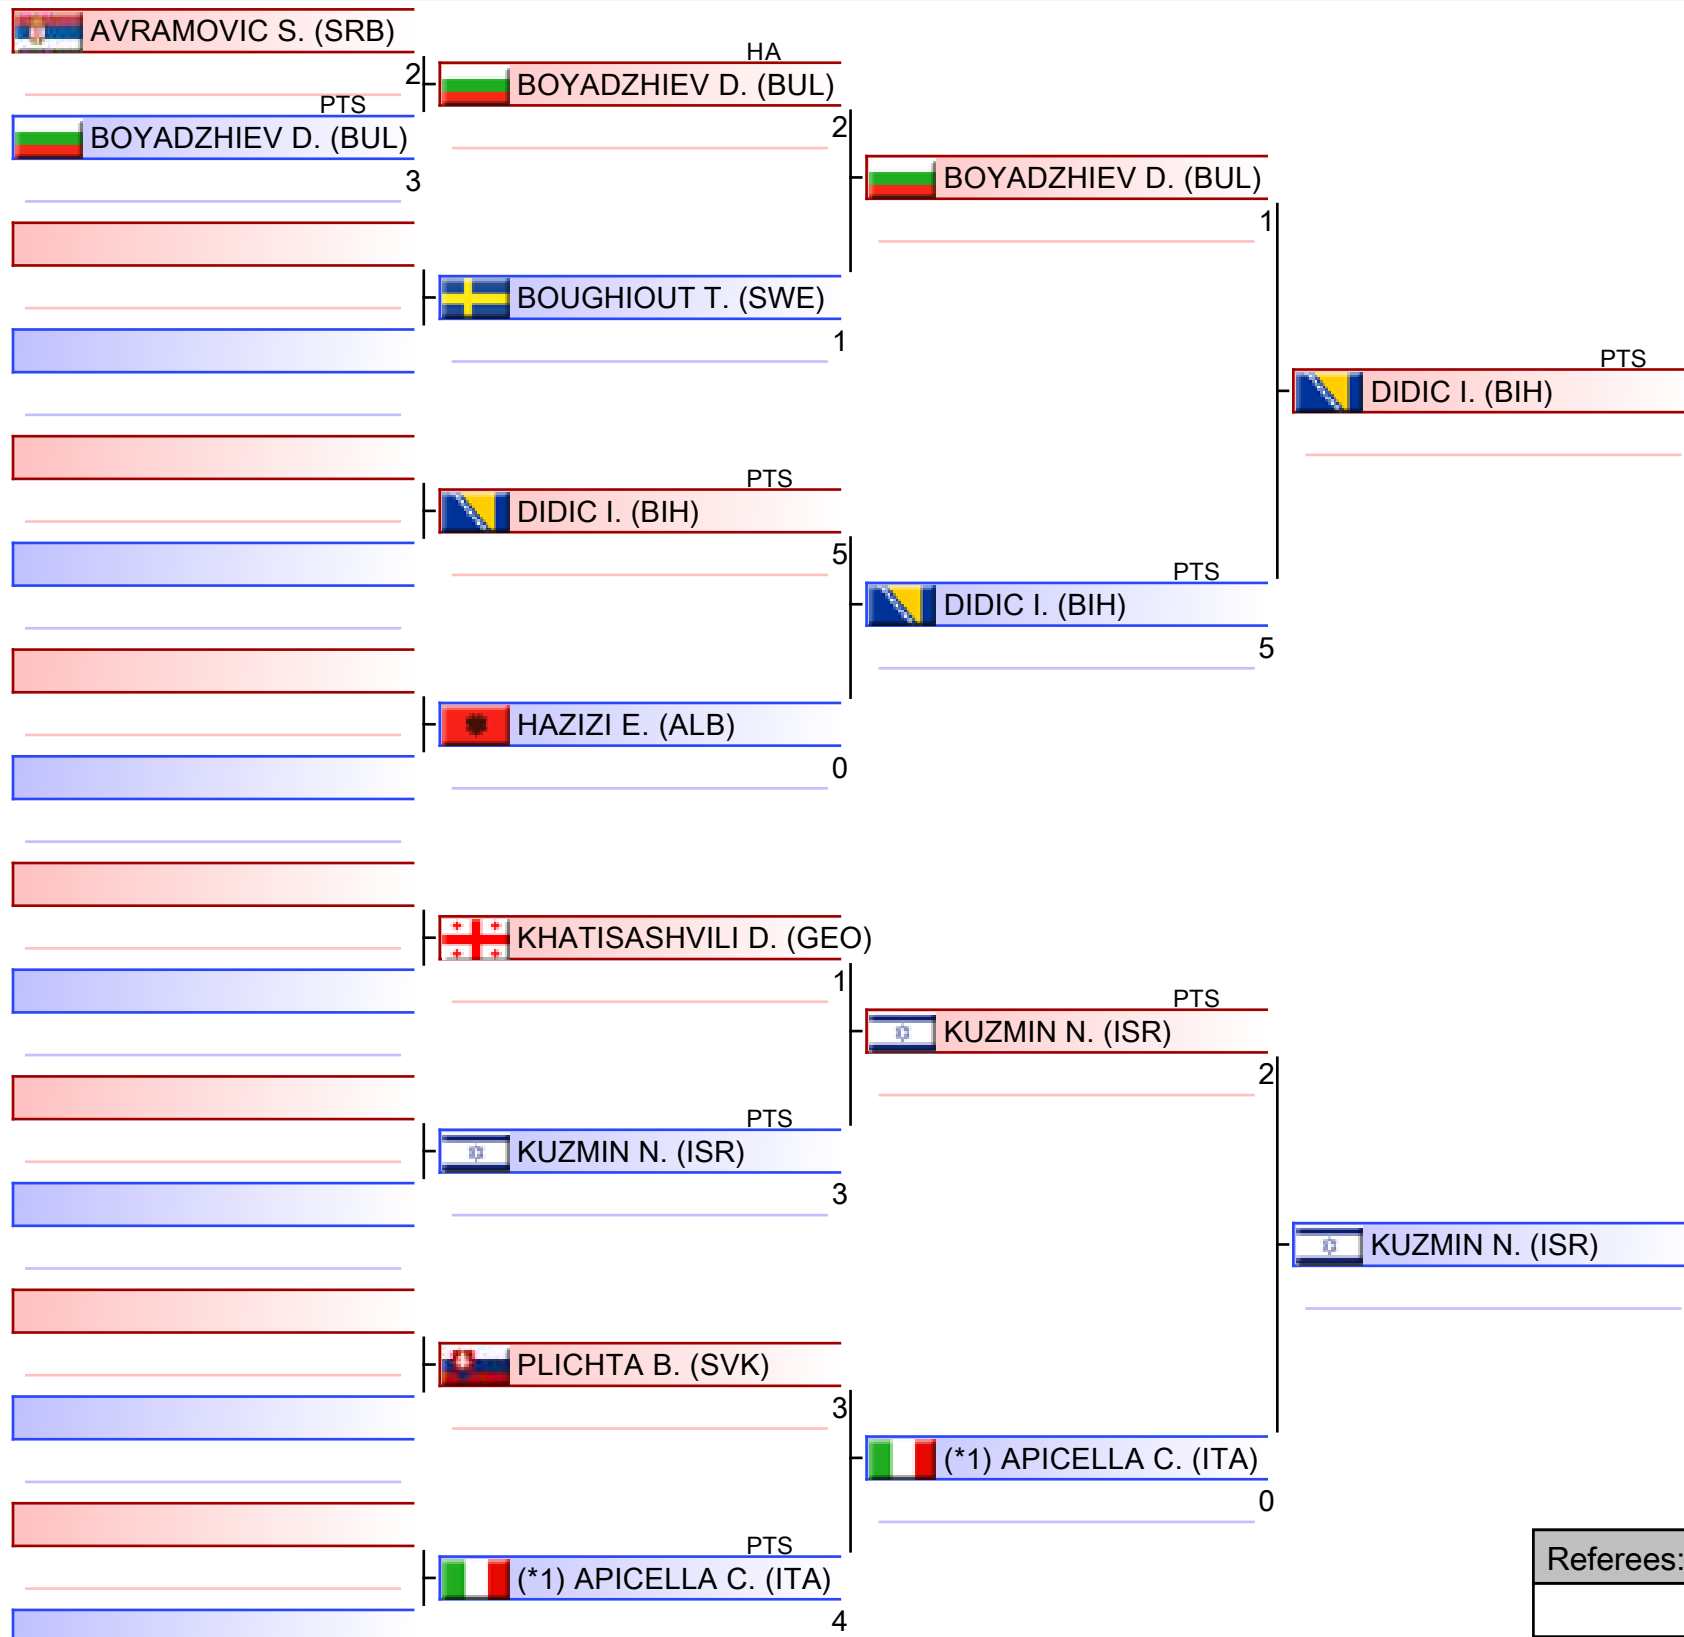 AVRAMOVIC S. (SRB)
2
PTS
BOYADZHIEV D. (BUL)
3
HA
BOYADZHIEV D. (BUL)
2
BOUGHIOUT T. (SWE)
1
PTS
DIDIC I. (BIH)
5
HAZIZI E. (ALB)
0
KHATISASHVILI D. (GEO)
1
PTS
KUZMIN N. (ISR)
3
PLICHTA B. (SVK)
3
PTS
(*1) APICELLA C. (ITA)
4
BOYADZHIEV D. (BUL)
1
PTS
DIDIC I. (BIH)
5
PTS
KUZMIN N. (ISR)
2
(*1) APICELLA C. (ITA)
0
PTS
DIDIC I. (BIH)
KUZMIN N. (ISR)
Referees: